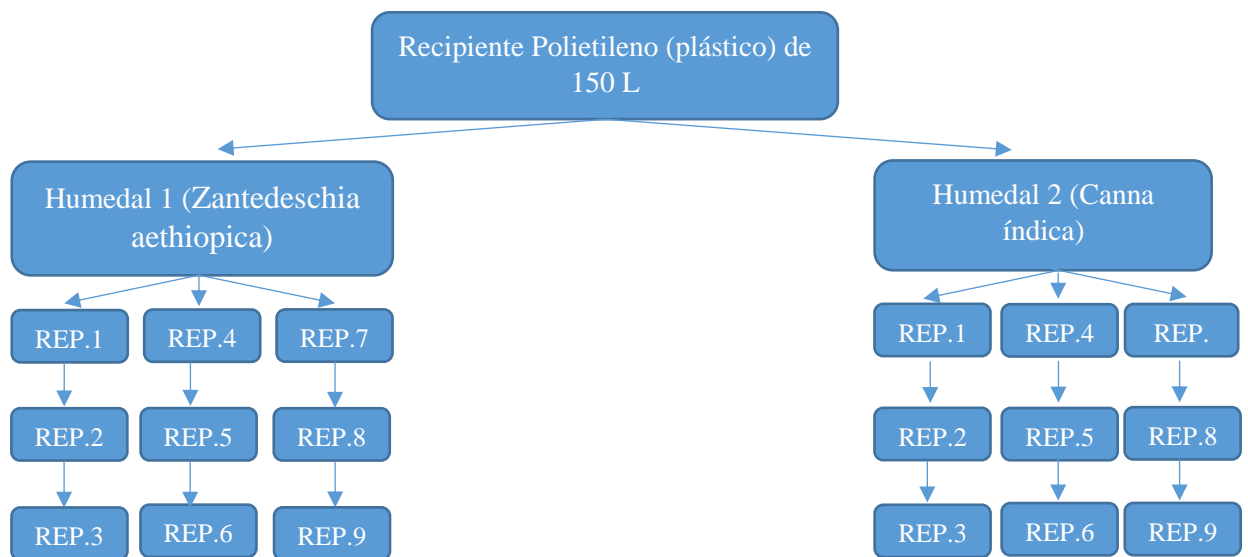 Recipiente Polietileno (plástico) de
150 L
Humedal 1 (Zantedeschia
aethiopica)
Humedal 2 (Canna
índica)
REP.1
REP.4
REP.7
REP.1
REP.4
REP.
REP.2
REP.5
REP.8
REP.2
REP.5
REP.8
REP.3
REP.6
REP.9
REP.3
REP.6
REP.9